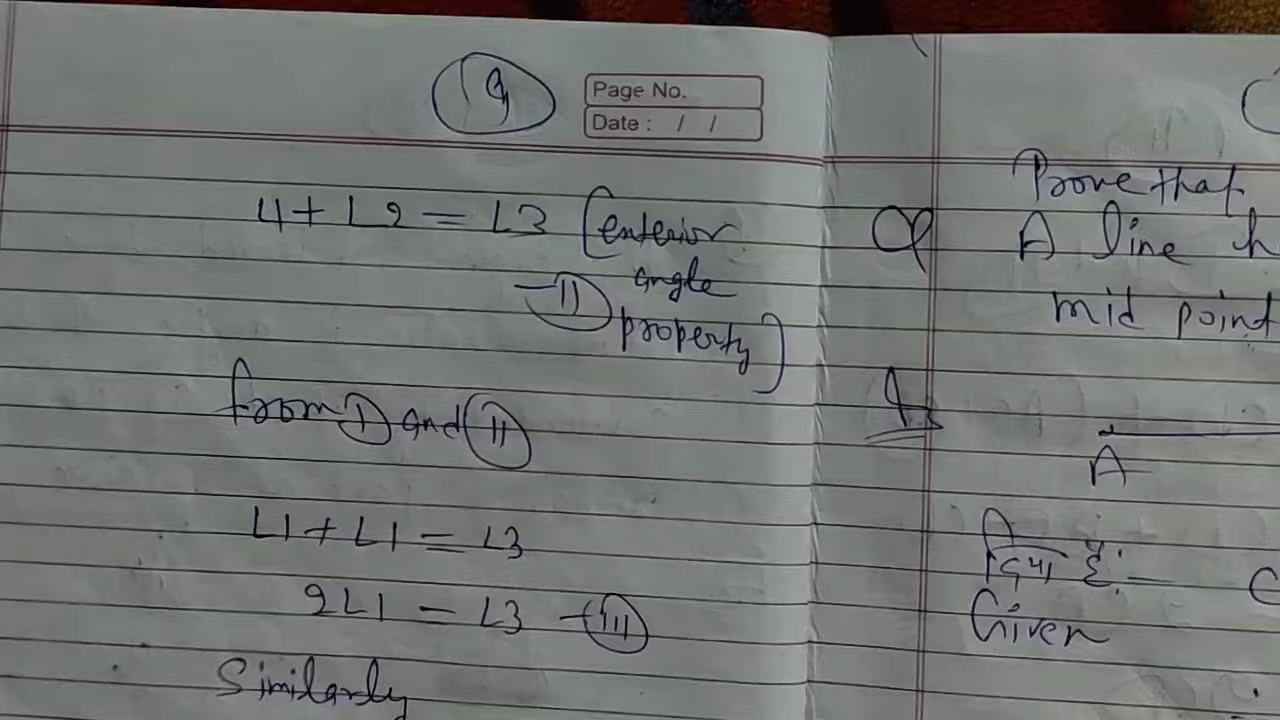 19
Page No.
Date : / /
∠1 + ∠2 = ∠3 [exterior
angle
— II
property]
from I and II
∠1 + ∠1 = ∠3
2∠1 = ∠3 — III
Similarly
Prove that
Q A line h
mid point
A
दिया है:—
Given